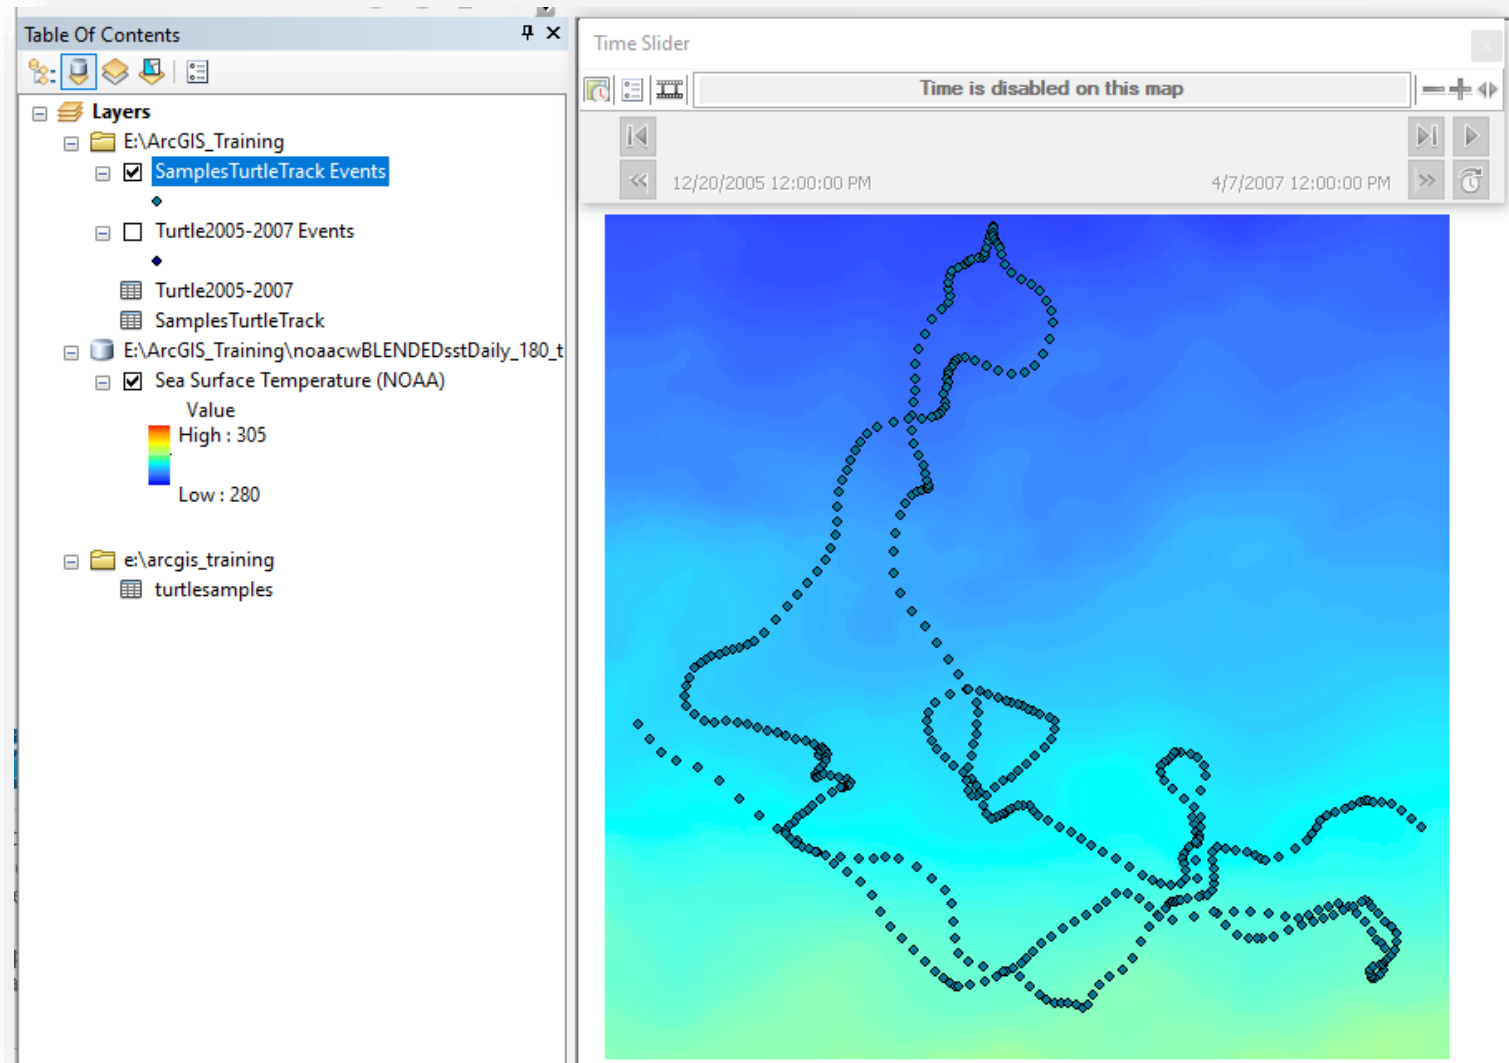 Table Of Contents
Layers
E:\ArcGIS_Training
SamplesTurtleTrack Events
Turtle2005-2007 Events
Turtle2005-2007
SamplesTurtleTrack
E:\ArcGIS_Training\noaacwBLENDEDsstDaily_180_t
Sea Surface Temperature (NOAA)
Value
High : 305
Low : 280
e:\arcgis_training
turtlesamples
Time Slider
Time is disabled on this map
12/20/2005 12:00:00 PM
4/7/2007 12:00:00 PM